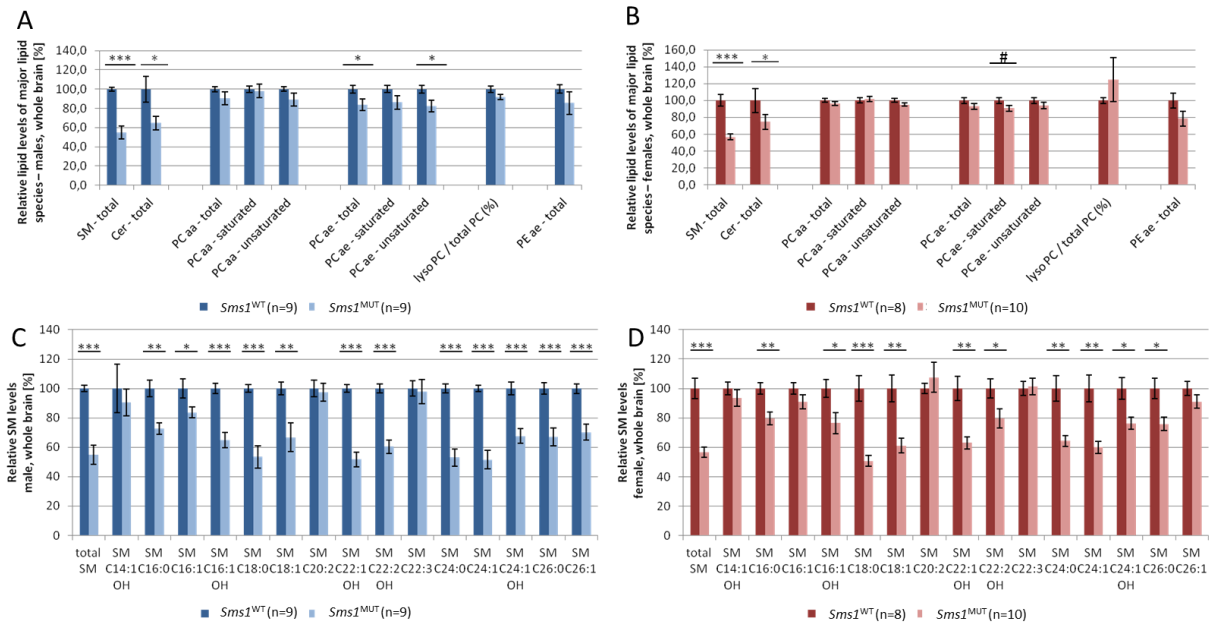 A
Relative lipid levels of major lipid
species – males, whole brain [%]
140,0
120,0
100,0
80,0
60,0
40,0
20,0
0,0
***
*
*
*
SM - total
Cer - total
PC aa - total
PC aa - saturated
PC aa - unsaturated
PC ae - total
PC ae - saturated
PC ae - unsaturated
lyso PC / total PC (%)
PE ae - total
Sms1WT (n=9) Sms1MUT (n=9)
B
Relative lipid levels of major lipid
species – females, whole brain [%]
160,0
140,0
120,0
100,0
80,0
60,0
40,0
20,0
0,0
***
*
#
SM - total
Cer - total
PC aa - total
PC aa - saturated
PC aa - unsaturated
PC ae - total
PC ae - saturated
PC ae - unsaturated
lyso PC / total PC (%)
PE ae - total
Sms1WT (n=8) Sms1MUT (n=10)
C
Relative SM levels
male, whole brain [%]
140
120
100
80
60
40
20
0
*** ** * *** *** ** *** *** *** *** *** *** ***
total SM SM SM SM SM SM SM SM SM SM SM SM SM SM SM
SM C14:1 C16:0 C16:1 C16:1 C18:0 C18:1 C20:2 C22:1 C22:2 C22:3 C24:0 C24:1 C24:1 C26:0 C26:1
OH OH OH OH OH
Sms1WT (n=9) Sms1MUT (n=9)
D
Relative SM levels
female, whole brain [%]
140
120
100
80
60
40
20
0
*** ** * *** ** ** * ** ** * *
total SM SM SM SM SM SM SM SM SM SM SM SM SM SM SM
SM C14:1 C16:0 C16:1 C16:1 C18:0 C18:1 C20:2 C22:1 C22:2 C22:3 C24:0 C24:1 C24:1 C26:0 C26:1
OH OH OH OH OH
Sms1WT (n=8) Sms1MUT (n=10)